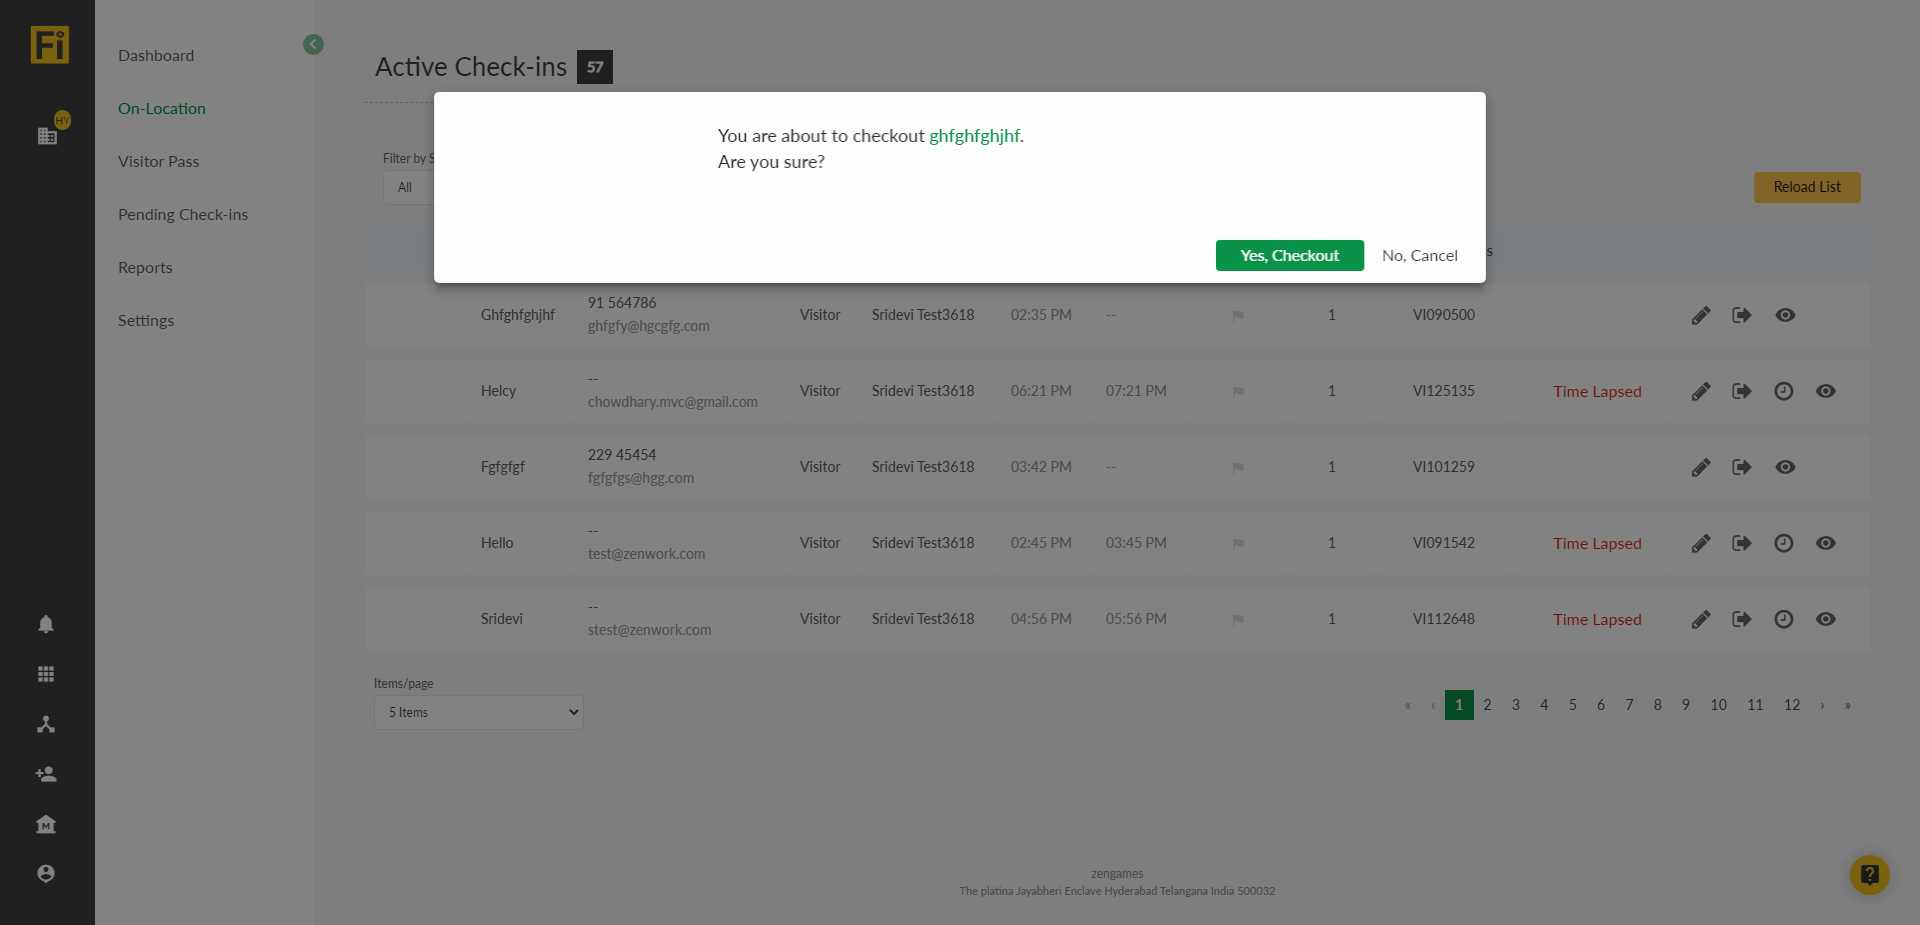 Fi
HY
Dashboard
On-Location
Visitor Pass
Pending Check-ins
Reports
Settings
Active Check-ins 57
You are about to checkout ghfghfghjhf.
Are you sure?
Yes, Checkout No, Cancel
Filter by S
All
Reload List
s
Ghfghfghjhf 91 564786 ghfgfy@hgcgfg.com Visitor Sridevi Test3618 02:35 PM -- 1 VI090500
Helcy -- chowdhary.mvc@gmail.com Visitor Sridevi Test3618 06:21 PM 07:21 PM 1 VI125135 Time Lapsed
Fgfgfgf 229 45454 fgfgfgs@hgg.com Visitor Sridevi Test3618 03:42 PM -- 1 VI101259
Hello -- test@zenwork.com Visitor Sridevi Test3618 02:45 PM 03:45 PM 1 VI091542 Time Lapsed
Sridevi -- stest@zenwork.com Visitor Sridevi Test3618 04:56 PM 05:56 PM 1 VI112648 Time Lapsed
Items/page
5 Items
« ‹ 1 2 3 4 5 6 7 8 9 10 11 12 › »
zengames
The platina Jayabheri Enclave Hyderabad Telangana India 500032